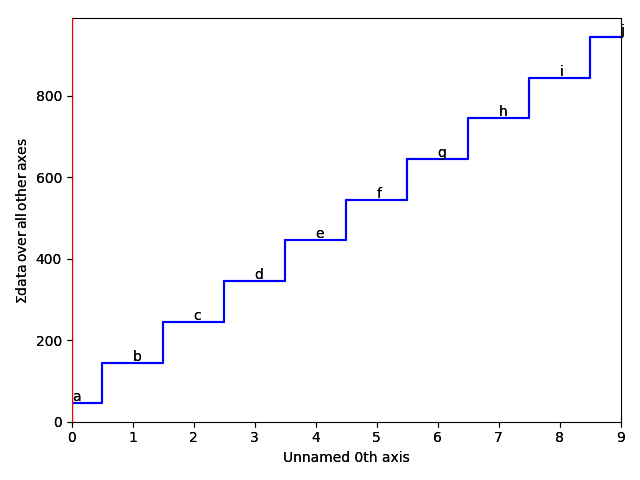 j
i
800
h
g
600
f
e
400
d
c
200
b
a
0
0 1 2 3 4 5 6 7 8 9
Unnamed 0th axis
Σdata over all other axes